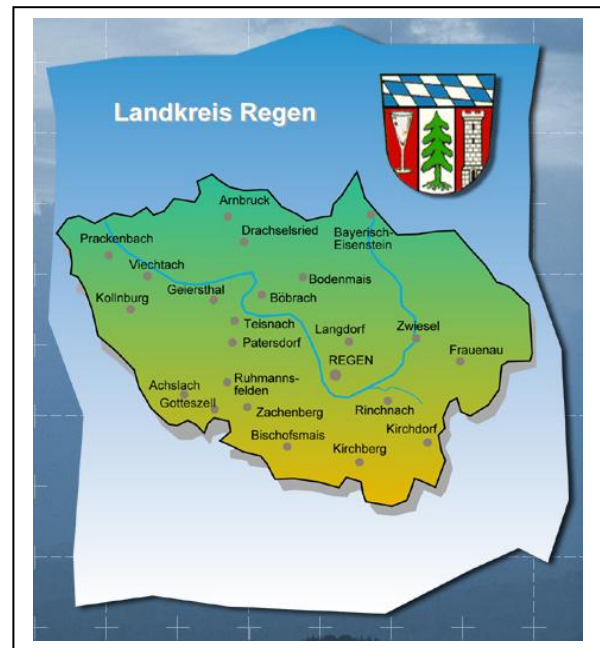 Landkreis Regen
Arnbruck
Drachselsried
Bayerisch-
Eisenstein
Prackenbach
Viechtach
Bodenmais
Geiersthal
Böbrach
Kollnburg
Teisnach
Langdorf
Zwiesel
Patersdorf
REGEN
Frauenau
Ruhmanns-
felden
Achslach
Gotteszell
Zachenberg
Rinchnach
Bischofsmais
Kirchdorf
Kirchberg